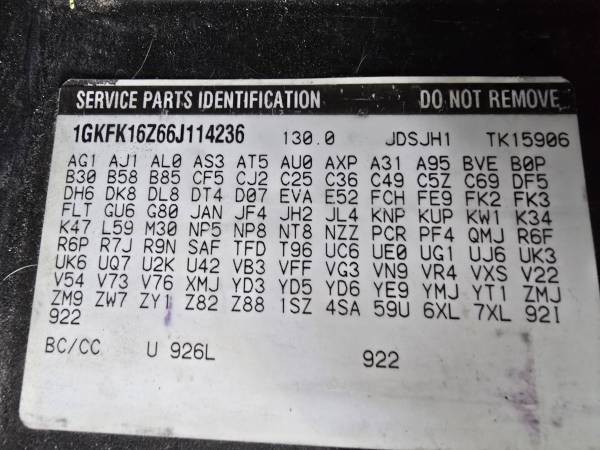 SERVICE PARTS IDENTIFICATION DO NOT REMOVE
1GKFK16Z66J114236 130.0 JDSJH1 TK15906
AG1 AJ1 AL0 AS3 AT5 AU0 AXP A31 A95 BVE B0P
B30 B58 B85 CF5 CJ2 C25 C36 C49 C5Z C69 DF5
DH6 DK8 DL8 DT4 D07 EVA E52 FCH FE9 FK2 FK3
FLT GU6 G80 JAN JF4 JH2 JL4 KNP KUP KW1 K34
K47 L59 M30 NP5 NP8 NT8 NZZ PCR PF4 QMJ R6F
R6P R7J R9N SAF TFD T96 UC6 UE0 UG1 UJ6 UK3
UK6 UQ7 U2K U42 VB3 VFF VG3 VN9 VR4 VXS V22
V54 V73 V76 XMJ YD3 YD5 YD6 YE9 YMJ YT1 ZMJ
ZM9 ZW7 ZY1 Z82 Z88 1SZ 4SA 59U 6XL 7XL 92I
922
BC/CC U 926L 922